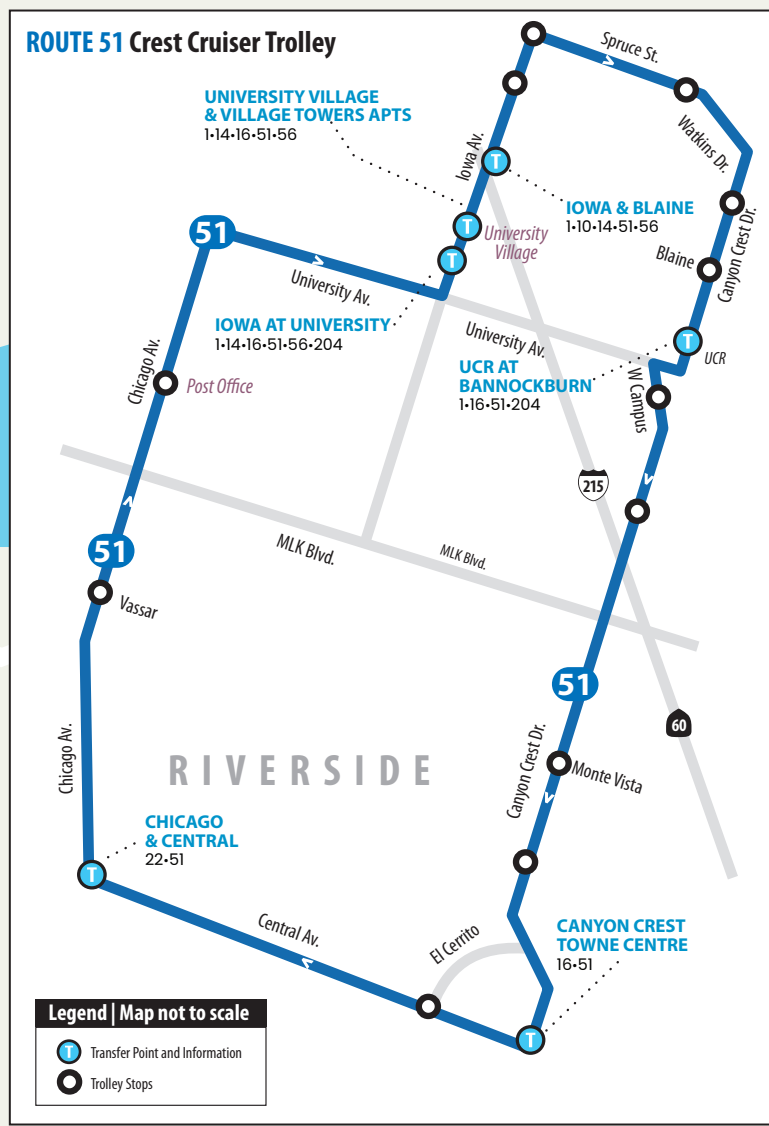 ROUTE 51 Crest Cruiser Trolley
Spruce St.
UNIVERSITY VILLAGE
& VILLAGE TOWERS APTS
1•14•16•51•56
Iowa Av.
Watkins Dr.
IOWA & BLAINE
1•10•14•51•56
Canyon Crest Dr.
51
University
Village
Blaine
University Av.
IOWA AT UNIVERSITY
1•14•16•51•56•204
University Av.
UCR AT
BANNOCKBURN
1•16•51•204
UCR
Chicago Av.
Post Office
W Campus
215
MLK Blvd.
MLK Blvd.
51
Vassar
51
60
Chicago Av.
RIVERSIDE
Canyon Crest Dr.
Monte Vista
CHICAGO
& CENTRAL
22•51
T
T
T
T
T
T
Central Av.
El Cerrito
CANYON CREST
TOWNE CENTRE
16•51
Legend | Map not to scale
T Transfer Point and Information
Trolley Stops